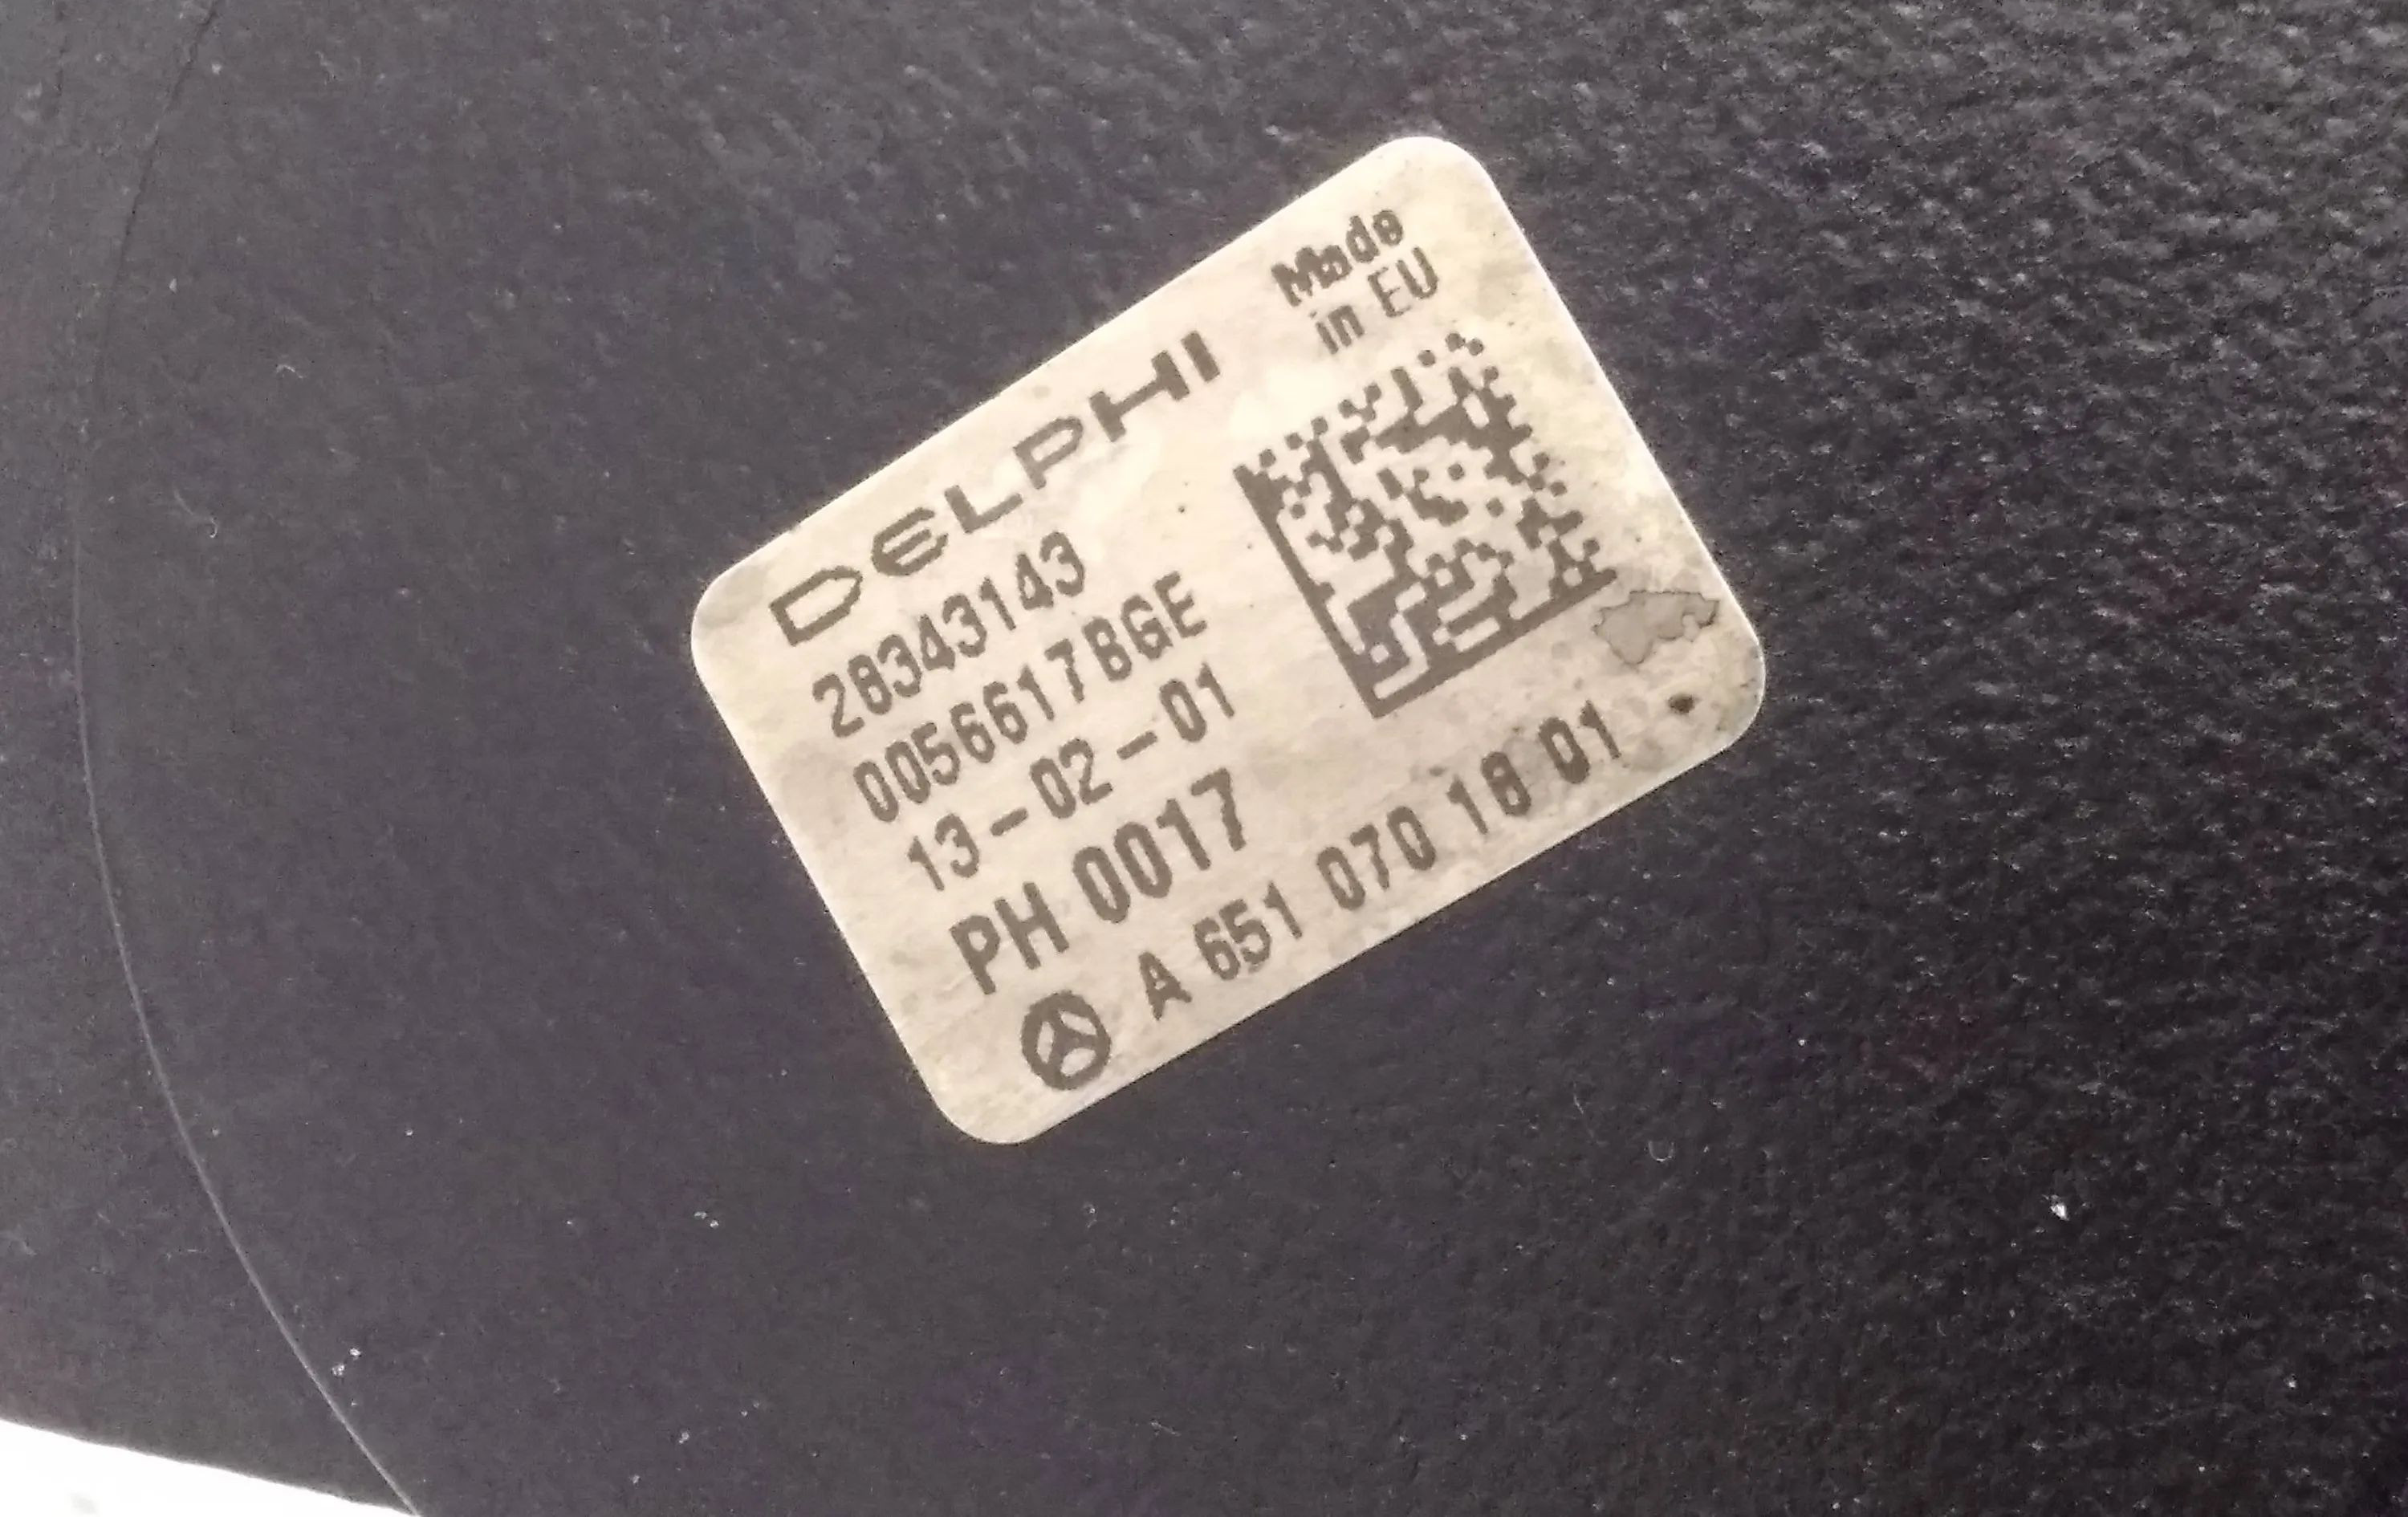 Made
in EU
DELPHI
28343143
0056617BGE
13-02-01
PH 0017
A 651 070 18 01